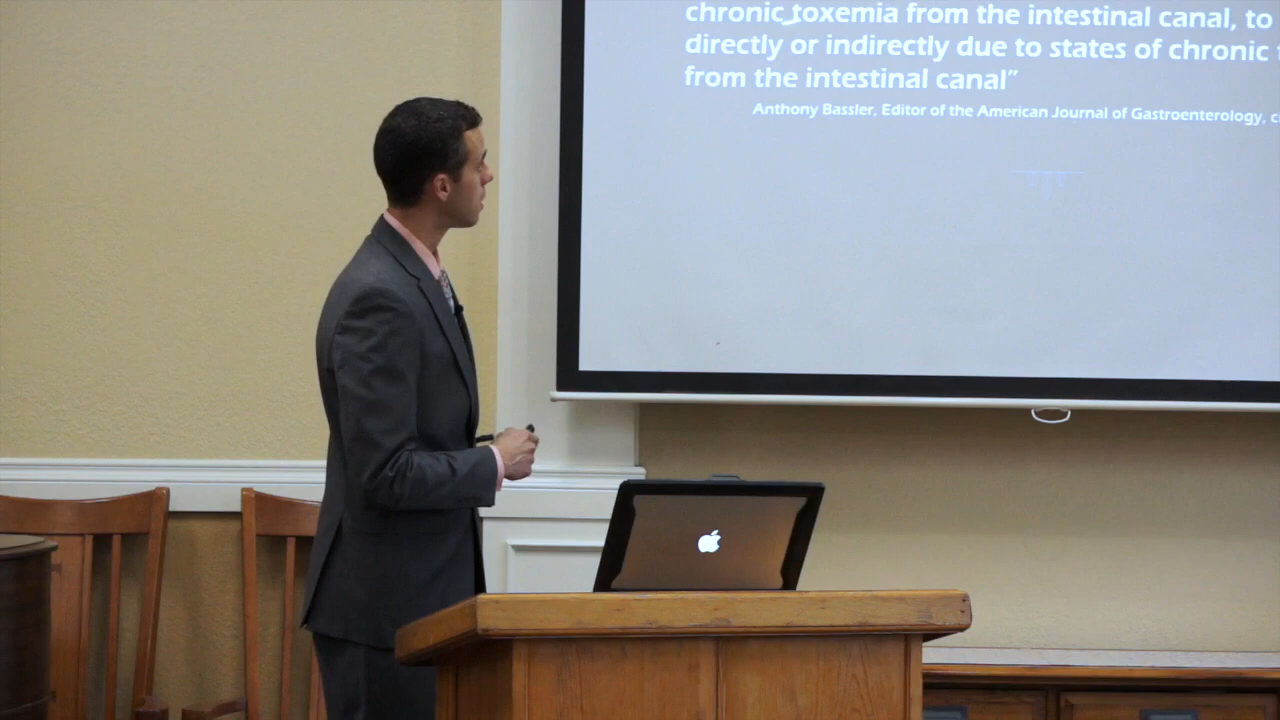 chronic toxemia from the intestinal canal, to
directly or indirectly due to states of chronic
from the intestinal canal”
Anthony Bassler, Editor of the American Journal of Gastroenterology,